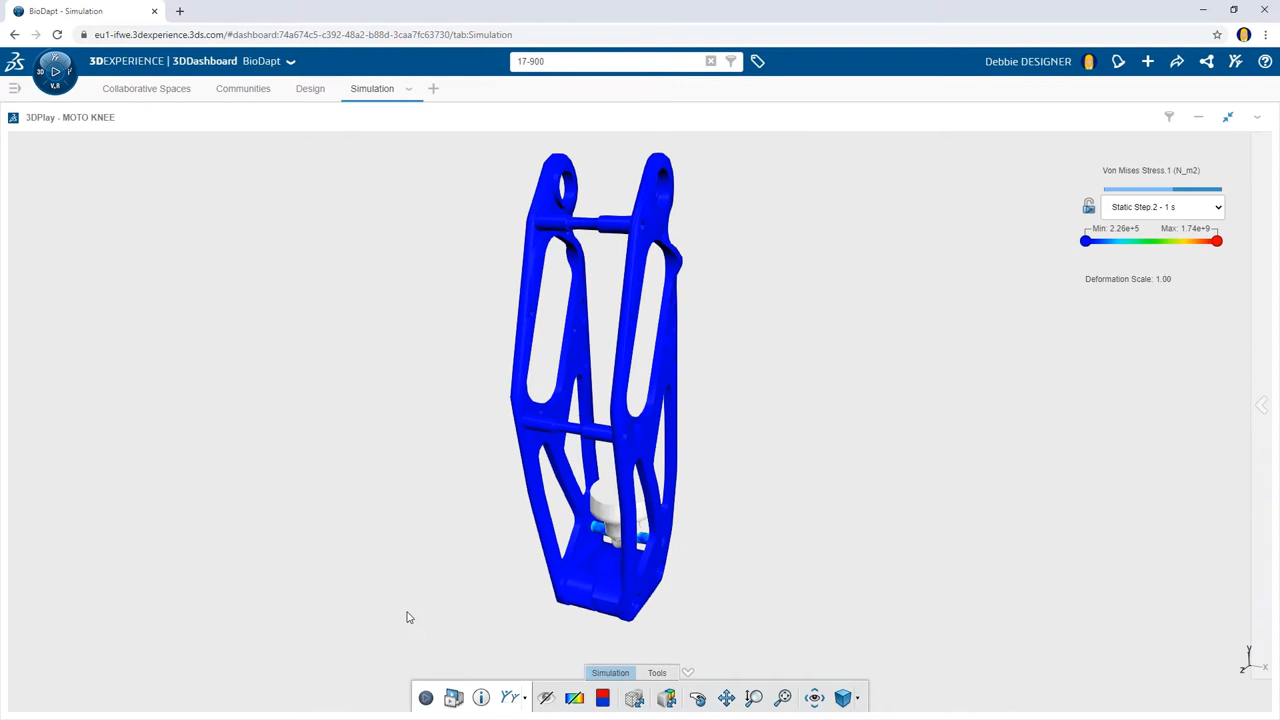 BioDapt - Simulation
eu1-ifwe.3dexperience.3ds.com/#dashboard:74a674c5-c392-48a2-b88d-3caa7fc63730/tab:Simulation
3D
V.R
3DEXPERIENCE | 3DDashboard BioDapt
17-900
Debbie DESIGNER
Collaborative Spaces Communities Design Simulation
3DPlay - MOTO KNEE
Von Mises Stress.1 (N_m2)
Static Step.2 - 1 s
Min: 2.26e+5 Max: 1.74e+9
Deformation Scale: 1.00
y
z x
Simulation Tools